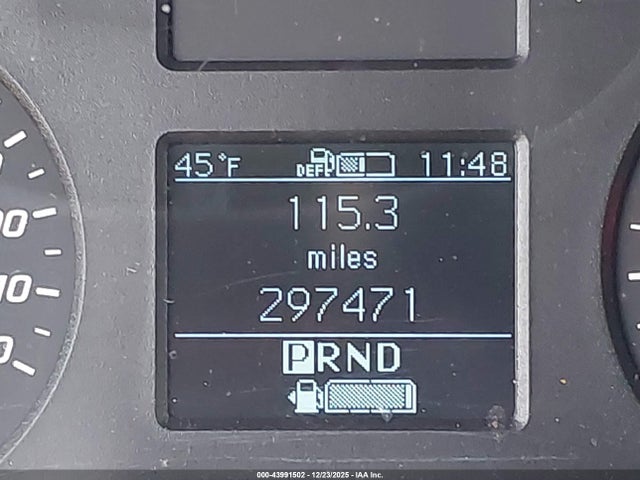 45°F DEF 11:48
115.3
miles
297471
PRND
000-43991502 - 12/23/2025 - IAA Inc.